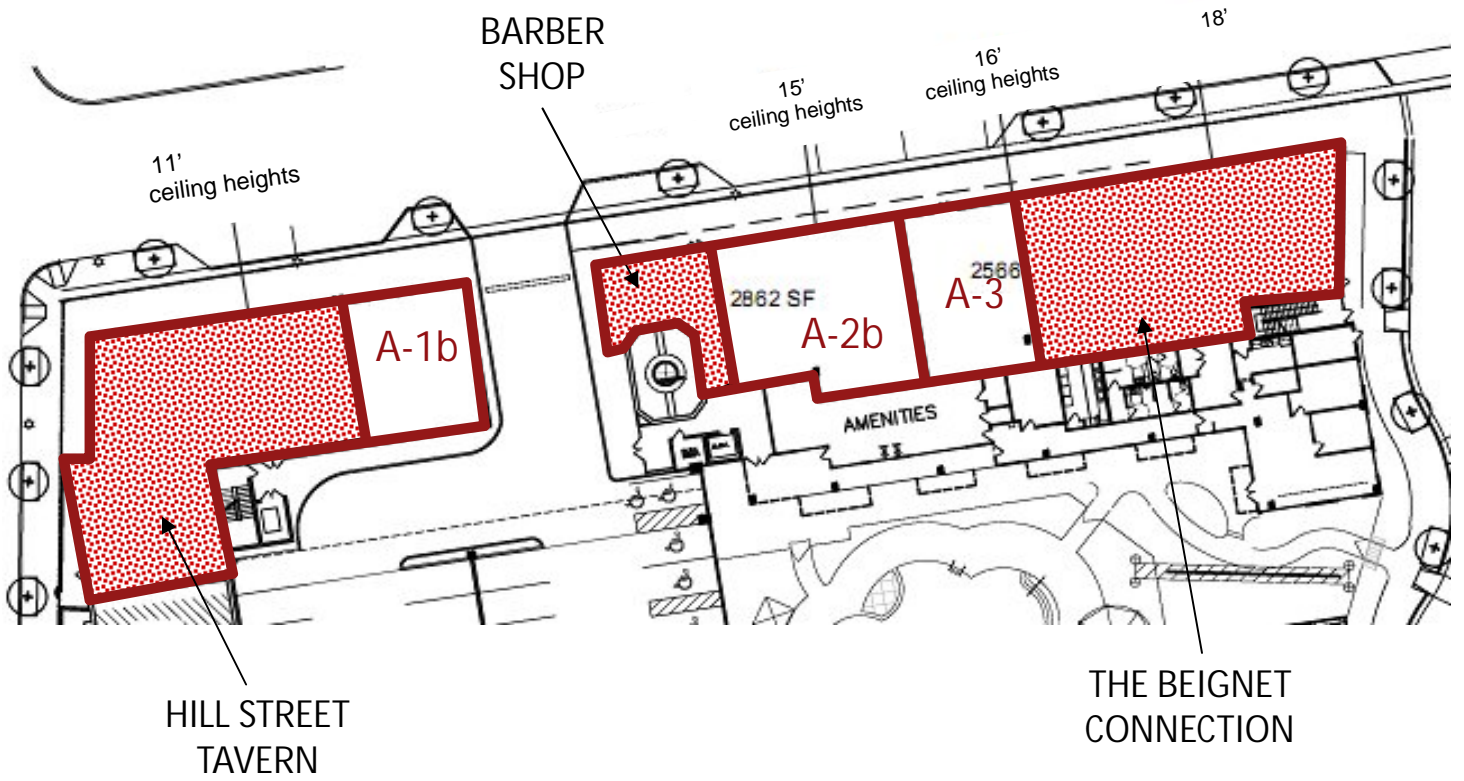 BARBER
SHOP
18'
16'
ceiling heights
15'
ceiling heights
11'
ceiling heights
2862 SF
2566
A-1b
A-2b
A-3
AMENITIES
HILL STREET
TAVERN
THE BEIGNET
CONNECTION